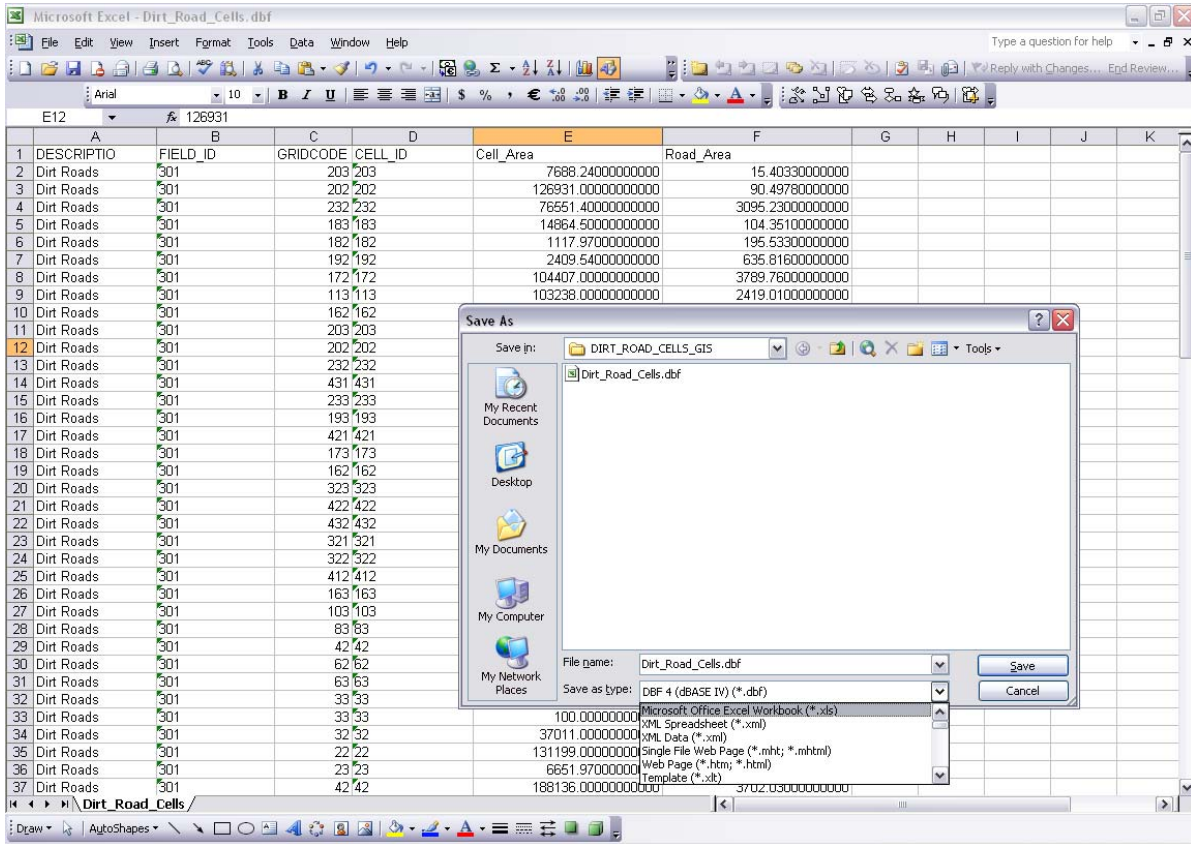 Microsoft Excel - Dirt_Road_Cells.dbf
File Edit View Insert Format Tools Data Window Help Type a question for help
Reply with Changes... End Review...
Arial 10 B I U $ % , €
E12 fx 126931
A B C D E F G H I J K
1 DESCRIPTIO FIELD_ID GRIDCODE CELL_ID Cell_Area Road_Area
2 Dirt Roads 301 203 203 7688.24000000000 15.40330000000
3 Dirt Roads 301 202 202 126931.00000000000 90.49780000000
4 Dirt Roads 301 232 232 76551.40000000000 3095.23000000000
5 Dirt Roads 301 183 183 14864.50000000000 104.35100000000
6 Dirt Roads 301 182 182 1117.97000000000 195.53300000000
7 Dirt Roads 301 192 192 2409.54000000000 635.81600000000
8 Dirt Roads 301 172 172 104407.00000000000 3789.76000000000
9 Dirt Roads 301 113 113 103238.00000000000 2419.01000000000
10 Dirt Roads 301 162 162
11 Dirt Roads 301 203 203
12 Dirt Roads 301 202 202
13 Dirt Roads 301 232 232
14 Dirt Roads 301 431 431
15 Dirt Roads 301 233 233
16 Dirt Roads 301 193 193
17 Dirt Roads 301 421 421
18 Dirt Roads 301 173 173
19 Dirt Roads 301 162 162
20 Dirt Roads 301 323 323
21 Dirt Roads 301 422 422
22 Dirt Roads 301 432 432
23 Dirt Roads 301 321 321
24 Dirt Roads 301 322 322
25 Dirt Roads 301 412 412
26 Dirt Roads 301 163 163
27 Dirt Roads 301 103 103
28 Dirt Roads 301 83 83
29 Dirt Roads 301 42 42
30 Dirt Roads 301 62 62
31 Dirt Roads 301 63 63
32 Dirt Roads 301 33 33
33 Dirt Roads 301 33 33 100.00000000
34 Dirt Roads 301 32 32 37011.00000000
35 Dirt Roads 301 22 22 131199.00000000
36 Dirt Roads 301 23 23 6651.97000000
37 Dirt Roads 301 42 42 188136.00000000000 3702.03000000000
Save As
Save in: DIRT_ROAD_CELLS_GIS Tools
Dirt_Road_Cells.dbf
My Recent Documents
Desktop
My Documents
My Computer
My Network Places
File name: Dirt_Road_Cells.dbf Save
Save as type: DBF 4 (dBASE IV) (*.dbf) Cancel
Microsoft Office Excel Workbook (*.xls)
XML Spreadsheet (*.xml)
XML Data (*.xml)
Single File Web Page (*.mht; *.mhtml)
Web Page (*.htm; *.html)
Template (*.xlt)
Dirt_Road_Cells
Draw AutoShapes